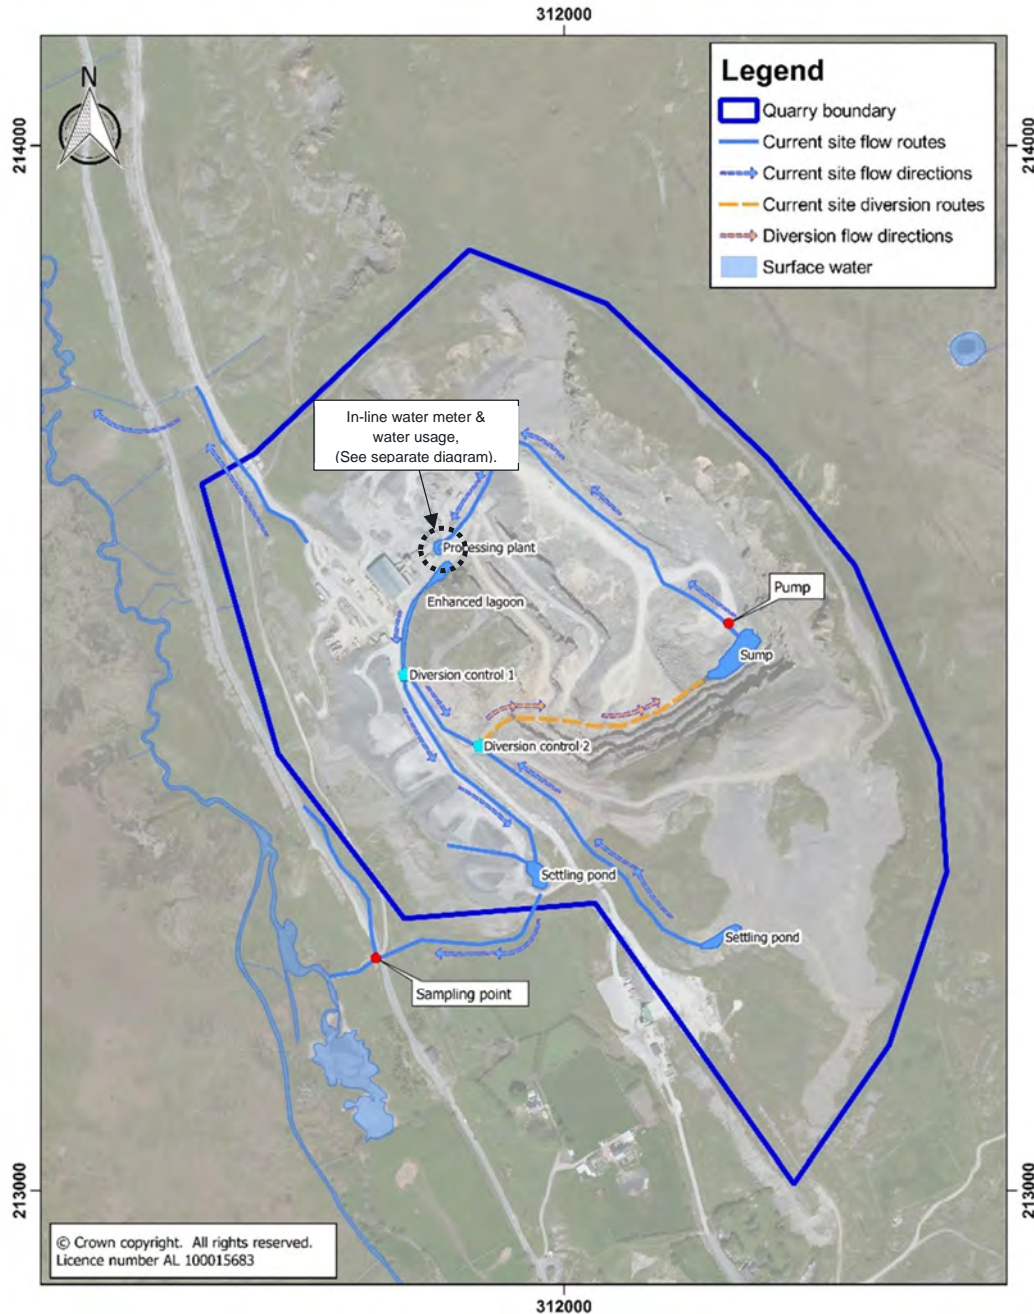 312000
N
Legend
Quarry boundary
Current site flow routes
Current site flow directions
Current site diversion routes
Diversion flow directions
Surface water
214000
214000
In-line water meter &
water usage,
(See separate diagram).
Processing plant
Enhanced lagoon
Pump
Sump
Diversion control 1
Diversion control 2
Settling pond
Settling pond
Sampling point
213000
213000
© Crown copyright. All rights reserved.
Licence number AL 100015683
312000